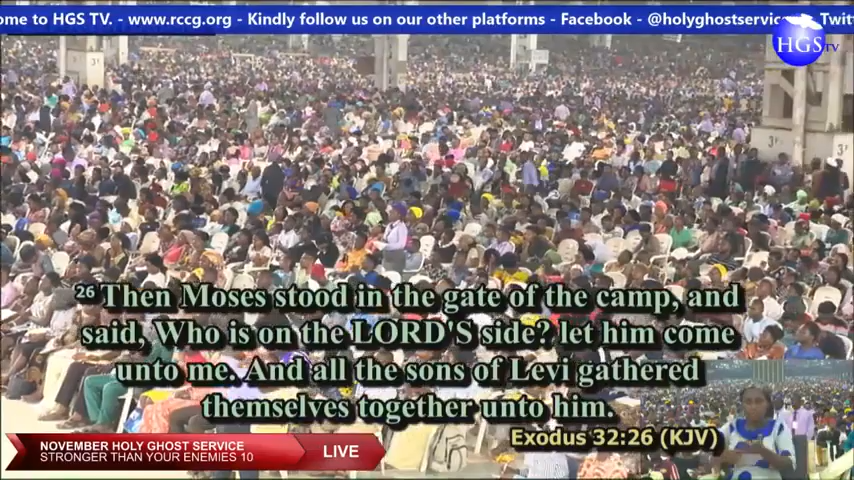 ome to HGS TV. - www.rccg.org - Kindly follow us on our other platforms - Facebook - @holyghostservice Twit
HGS TV
26 Then Moses stood in the gate of the camp, and
said, Who is on the LORD'S side? let him come
unto me. And all the sons of Levi gathered
themselves together unto him.
Exodus 32:26 (KJV)
NOVEMBER HOLY GHOST SERVICE
STRONGER THAN YOUR ENEMIES 10
LIVE
HGSTV